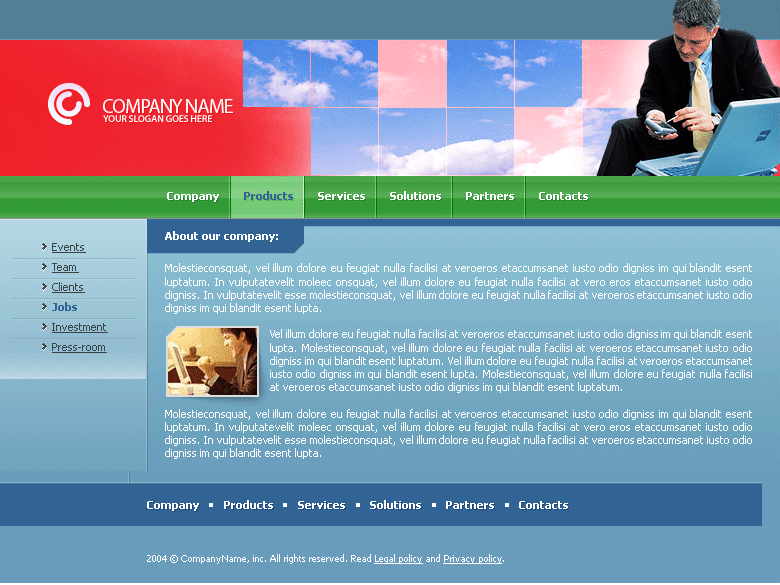 COMPANY NAME
YOUR SLOGAN GOES HERE
Company Products Services Solutions Partners Contacts
Events
Team
Clients
Jobs
Investment
Press-room
About our company:
Molestieconsquat, vel illum dolore eu feugiat nulla facilisi at veroeros etaccumsanet iusto odio digniss im qui blandit esent
luptatum. In vulputatevelit moleec onsquat, vel illum dolore eu feugiat nulla facilisi at vero eros etaccumsanet iusto odio
digniss. In vulputatevelit esse molestieconsquat, vel illum dolore eu feugiat nulla facilisi at veroeros etaccumsanet iusto odio
digniss im qui blandit esent lupta.
Vel illum dolore eu feugiat nulla facilisi at veroeros etaccumsanet iusto odio digniss im qui blandit esent
lupta. Molestieconsquat, vel illum dolore eu feugiat nulla facilisi at veroeros etaccumsanet iusto odio
digniss im qui blandit esent luptatum. Vel illum dolore eu feugiat nulla facilisi at veroeros etaccumsanet
iusto odio digniss im qui blandit esent lupta. Molestieconsquat, vel illum dolore eu feugiat nulla facilisi
at veroeros etaccumsanet iusto odio digniss im qui blandit esent luptatum.
Molestieconsquat, vel illum dolore eu feugiat nulla facilisi at veroeros etaccumsanet iusto odio digniss im qui blandit esent
luptatum. In vulputatevelit moleec onsquat, vel illum dolore eu feugiat nulla facilisi at vero eros etaccumsanet iusto odio
digniss. In vulputatevelit esse molestieconsquat, vel illum dolore eu feugiat nulla facilisi at veroeros etaccumsanet iusto odio
digniss im qui blandit esent lupta.
Company ▪ Products ▪ Services ▪ Solutions ▪ Partners ▪ Contacts
2004 © CompanyName, inc. All rights reserved. Read Legal policy and Privacy policy.